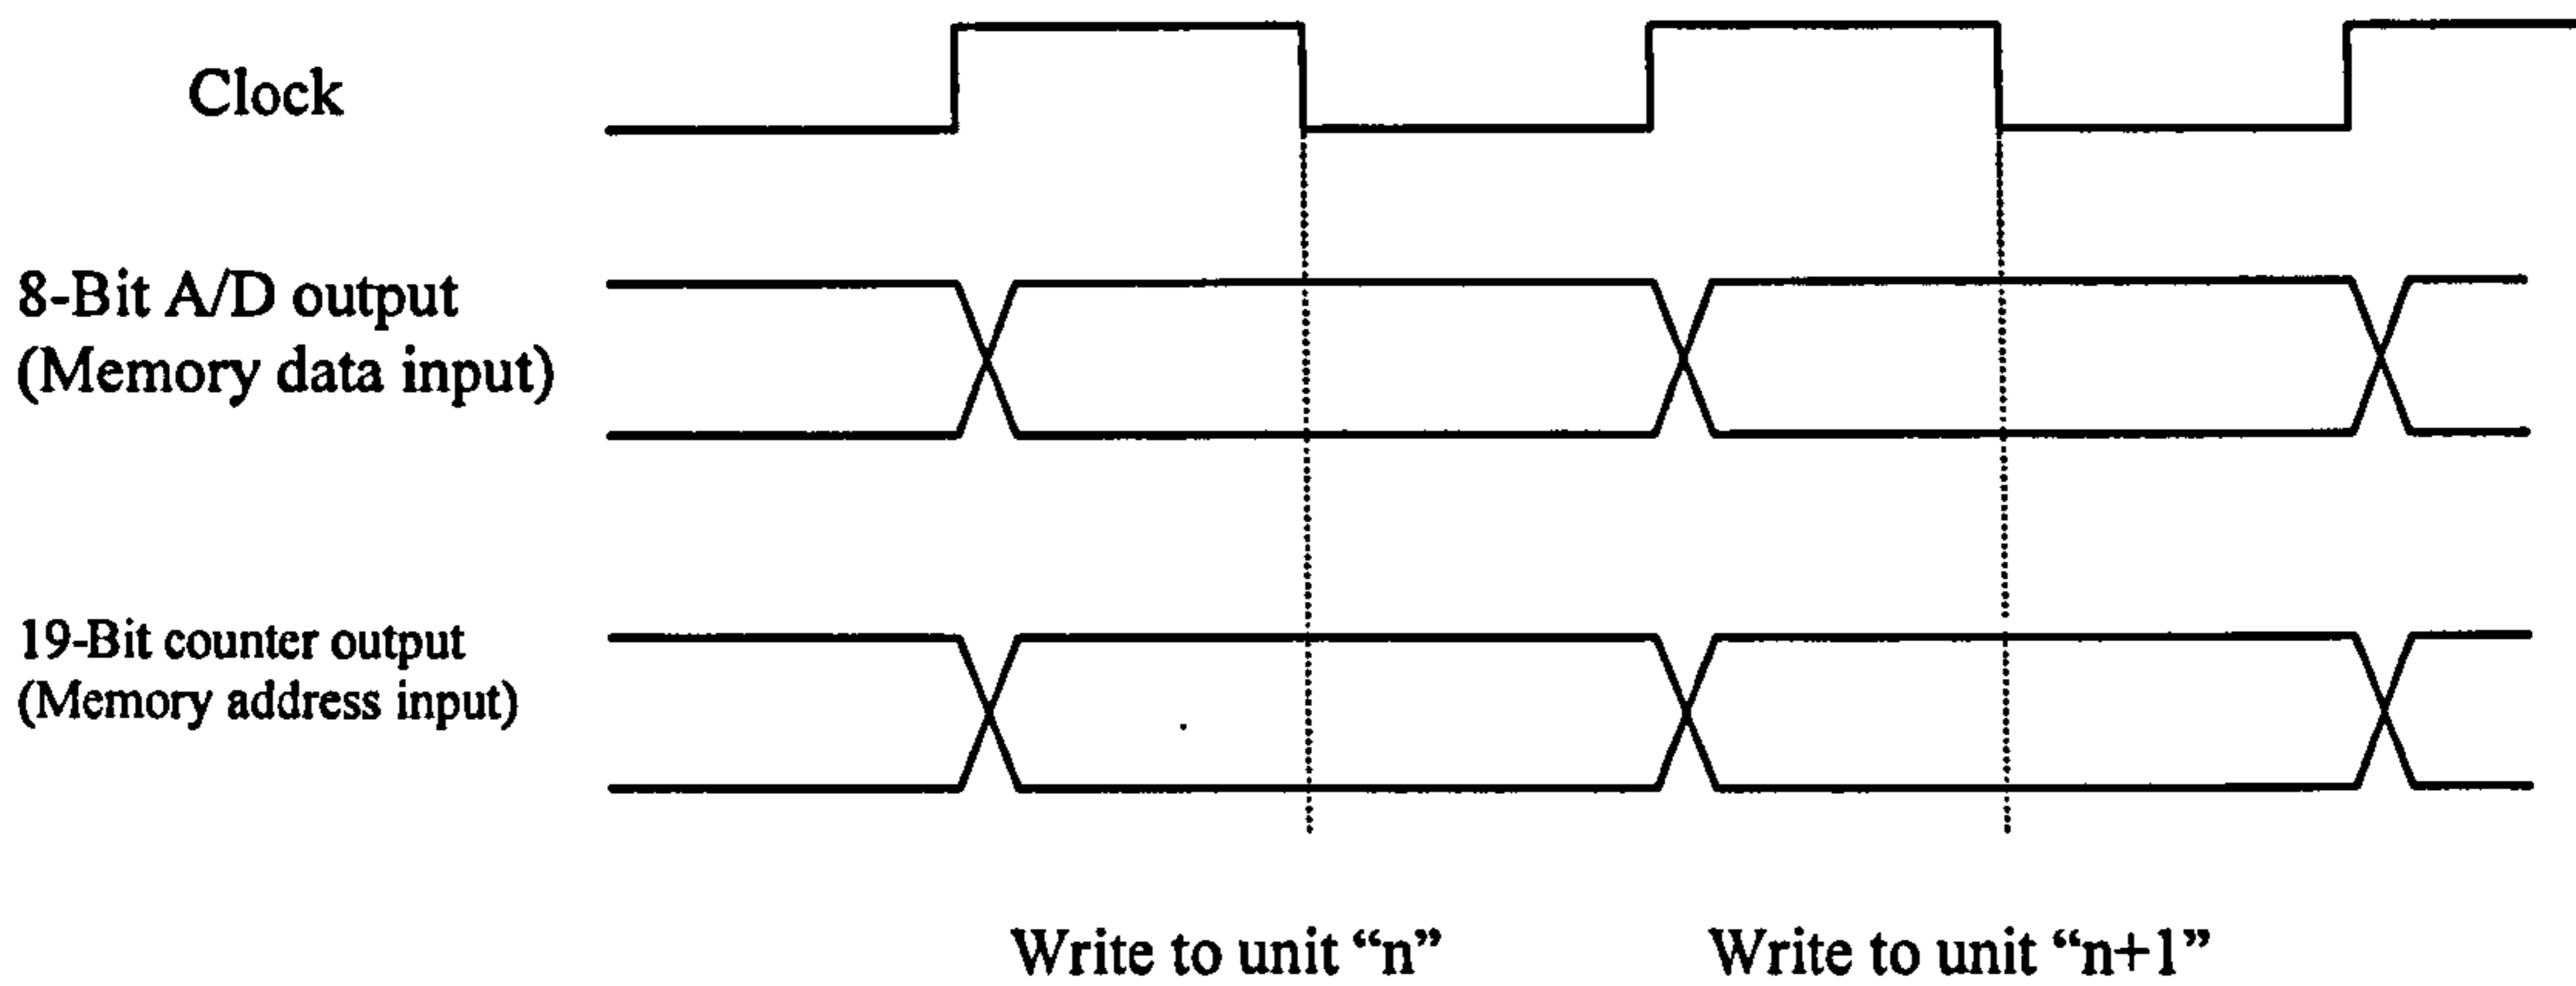 Clock
8-Bit A/D output
(Memory data input)
19-Bit counter output
(Memory address input)
Write to unit “n”
Write to unit “n+1”